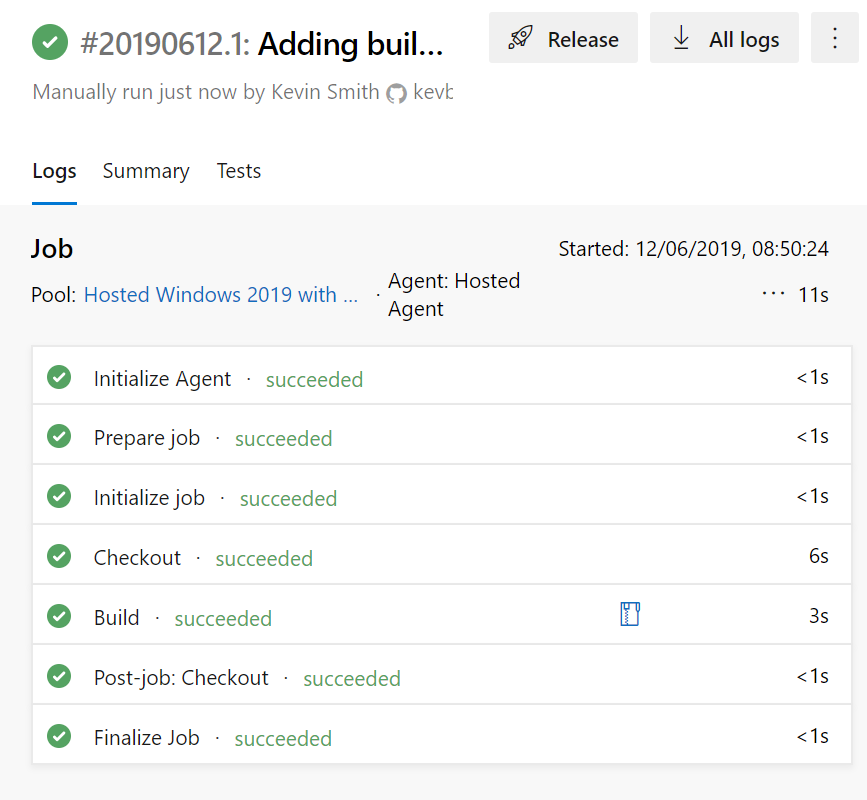 #20190612.1: Adding buil...
Release
All logs
Manually run just now by Kevin Smith kevb
Logs Summary Tests
Job
Started: 12/06/2019, 08:50:24
Pool: Hosted Windows 2019 with ... · Agent: Hosted Agent
11s
Initialize Agent · succeeded <1s
Prepare job · succeeded <1s
Initialize job · succeeded <1s
Checkout · succeeded 6s
Build · succeeded 3s
Post-job: Checkout · succeeded <1s
Finalize Job · succeeded <1s